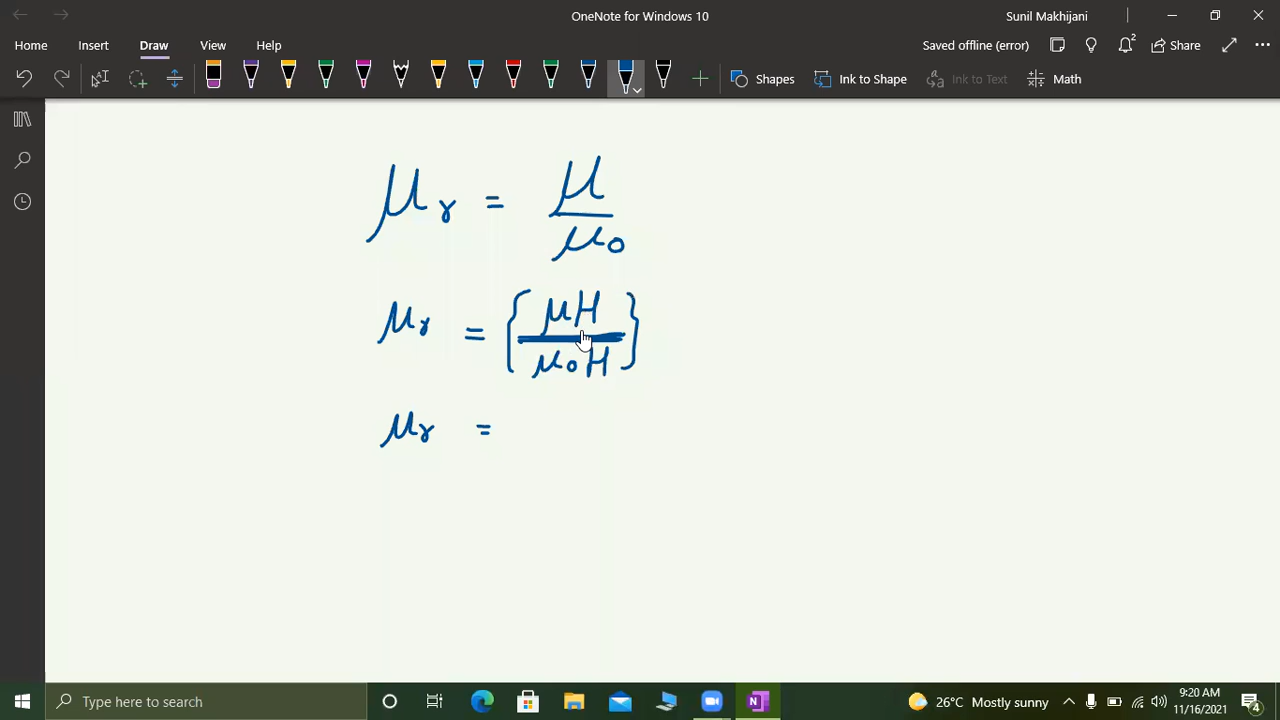 OneNote for Windows 10
Sunil Makhijani
Home Insert Draw View Help
Saved offline (error)
Share
Shapes
Ink to Shape
Ink to Text
Math
μr = μ/μ0
μr = {μH/μ0H}
μr =
Type here to search
26°C Mostly sunny
9:20 AM
11/16/2021
4